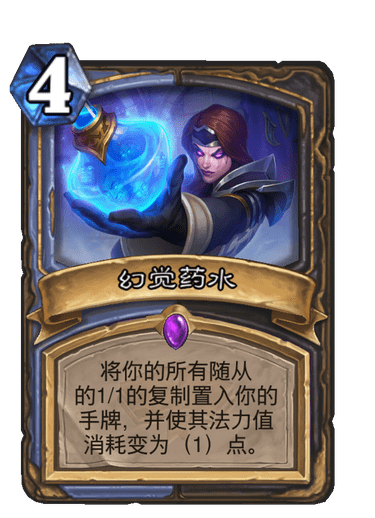 4
幻觉药水
将你的所有随从
的1/1的复制置入你的
手牌，并使其法力值
消耗变为（1）点。